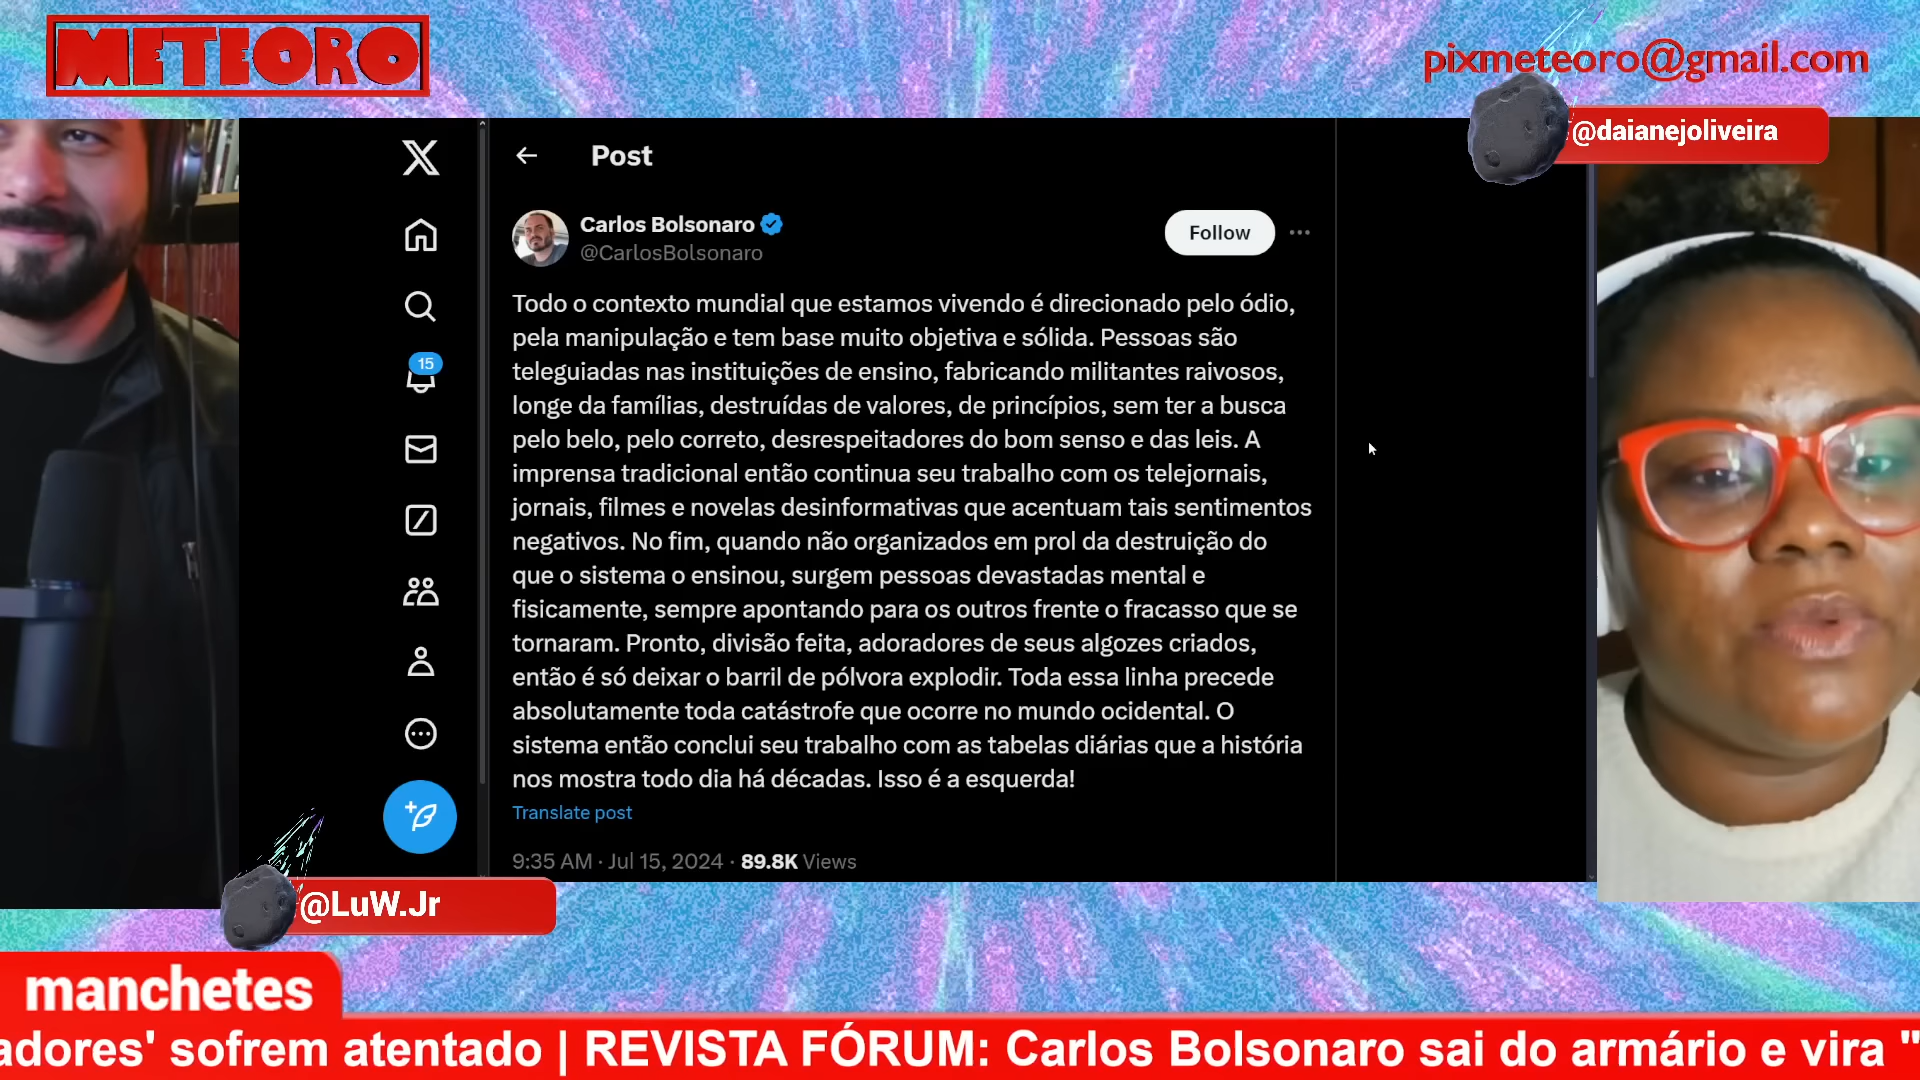 METEORO
pixmeteoro@gmail.com
@daianejoliveira
X
Post
Carlos Bolsonaro
@CarlosBolsonaro
Follow
15
Todo o contexto mundial que estamos vivendo é direcionado pelo ódio,
pela manipulação e tem base muito objetiva e sólida. Pessoas são
teleguiadas nas instituições de ensino, fabricando militantes raivosos,
longe da famílias, destruídas de valores, de princípios, sem ter a busca
pelo belo, pelo correto, desrespeitadores do bom senso e das leis. A
imprensa tradicional então continua seu trabalho com os telejornais,
jornais, filmes e novelas desinformativas que acentuam tais sentimentos
negativos. No fim, quando não organizados em prol da destruição do
que o sistema o ensinou, surgem pessoas devastadas mental e
fisicamente, sempre apontando para os outros frente o fracasso que se
tornaram. Pronto, divisão feita, adoradores de seus algozes criados,
então é só deixar o barril de pólvora explodir. Toda essa linha precede
absolutamente toda catástrofe que ocorre no mundo ocidental. O
sistema então conclui seu trabalho com as tabelas diárias que a história
nos mostra todo dia há décadas. Isso é a esquerda!
Translate post
9:35 AM · Jul 15, 2024 · 89.8K Views
@LuW.Jr
manchetes
adores' sofrem atentado | REVISTA FÓRUM: Carlos Bolsonaro sai do armário e vira "